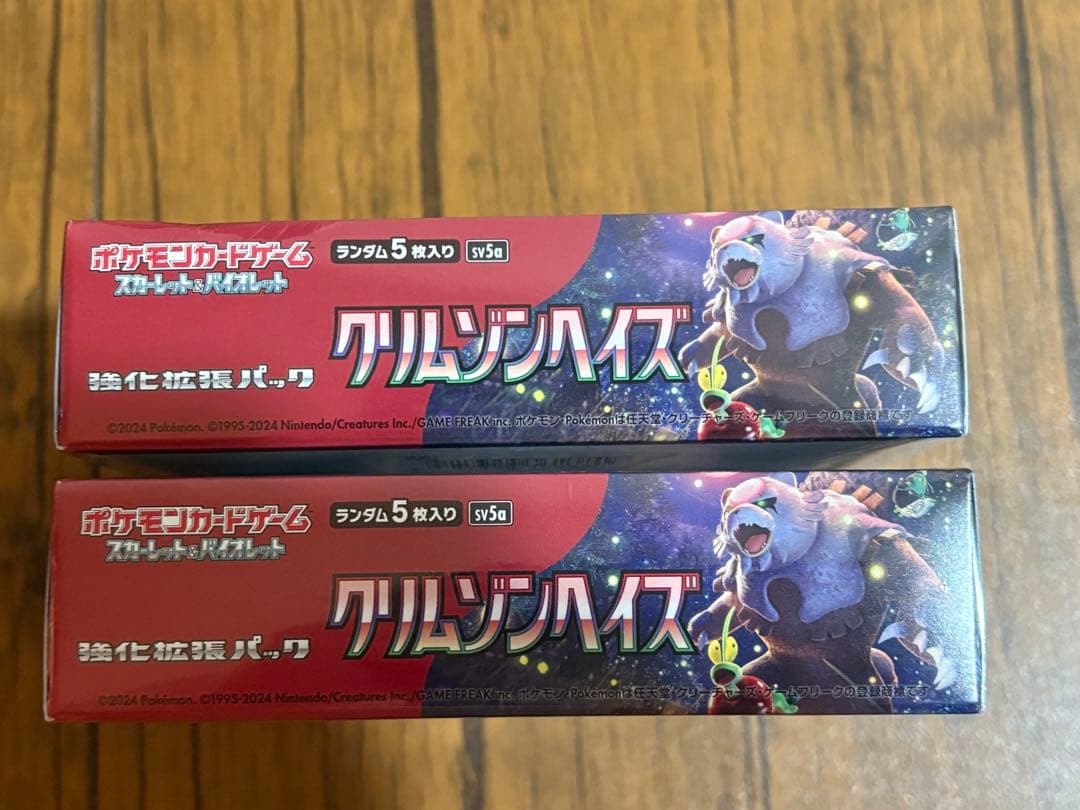 ポケモンカードゲーム
スカーレット&バイオレット
ランダム5枚入り sv5a
クリムゾンヘイズ
強化拡張パック
©2024 Pokémon. ©1995-2024 Nintendo/Creatures Inc./GAME FREAK inc. ポケモン・Pokémonは任天堂・クリーチャーズ・ゲームフリークの登録商標です。
ポケモンカードゲーム
スカーレット&バイオレット
ランダム5枚入り sv5a
クリムゾンヘイズ
強化拡張パック
©2024 Pokémon. ©1995-2024 Nintendo/Creatures Inc./GAME FREAK inc. ポケモン・Pokémonは任天堂・クリーチャーズ・ゲームフリークの登録商標です。